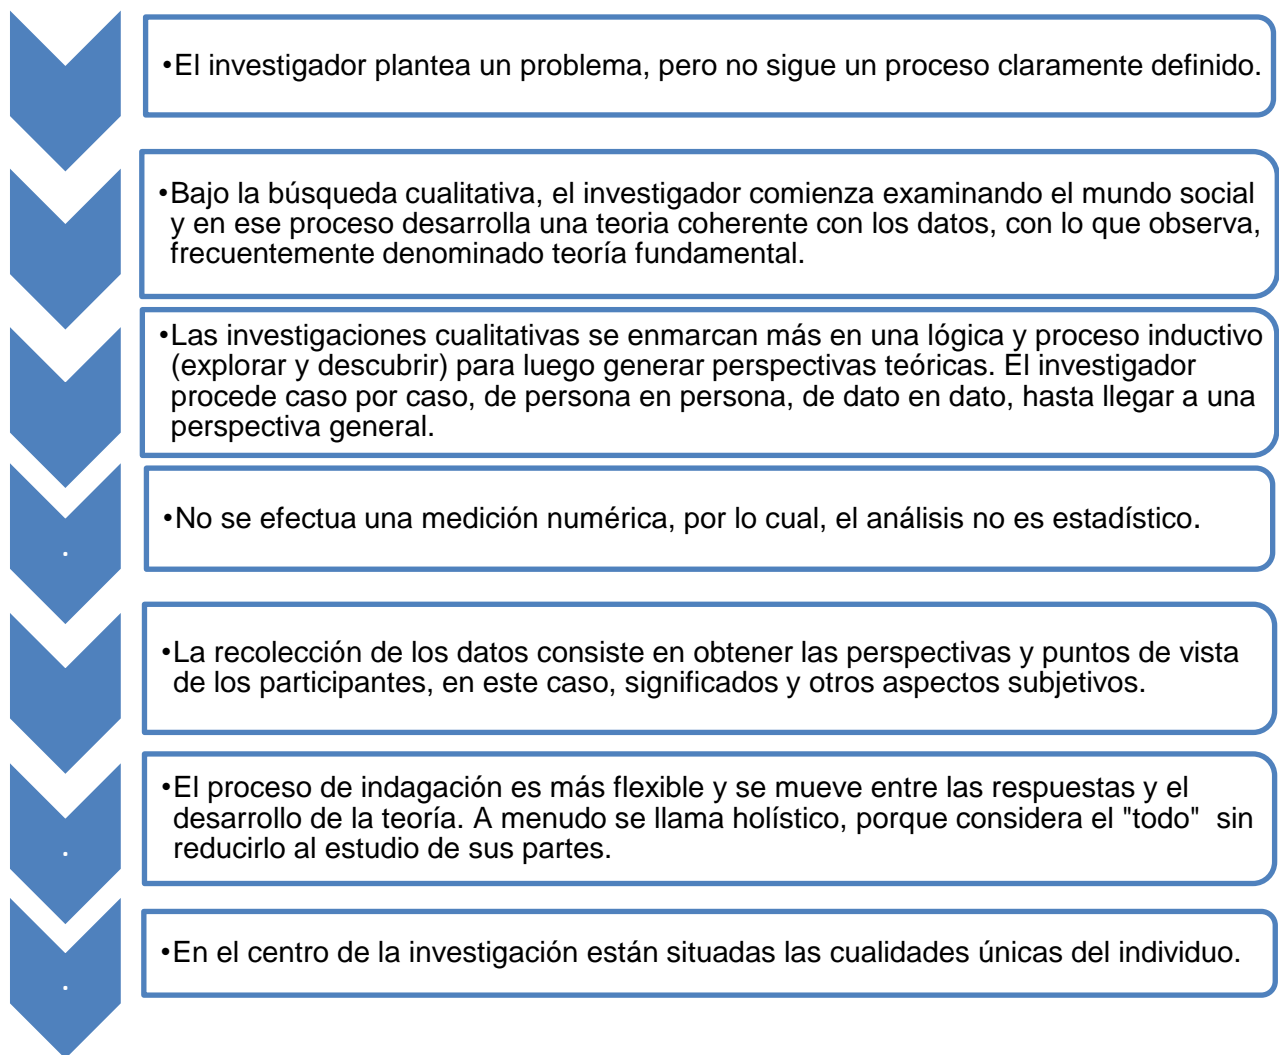 •El investigador plantea un problema, pero no sigue un proceso claramente definido.
•Bajo la búsqueda cualitativa, el investigador comienza examinando el mundo social
y en ese proceso desarrolla una teoria coherente con los datos, con lo que observa,
frecuentemente denominado teoría fundamental.
•Las investigaciones cualitativas se enmarcan más en una lógica y proceso inductivo
(explorar y descubrir) para luego generar perspectivas teóricas. El investigador
procede caso por caso, de persona en persona, de dato en dato, hasta llegar a una
perspectiva general.
.
•No se efectua una medición numérica, por lo cual, el análisis no es estadístico.
•La recolección de los datos consiste en obtener las perspectivas y puntos de vista
de los participantes, en este caso, significados y otros aspectos subjetivos.
.
•El proceso de indagación es más flexible y se mueve entre las respuestas y el
desarrollo de la teoría. A menudo se llama holístico, porque considera el "todo"  sin
reducirlo al estudio de sus partes.
.
•En el centro de la investigación están situadas las cualidades únicas del individuo.